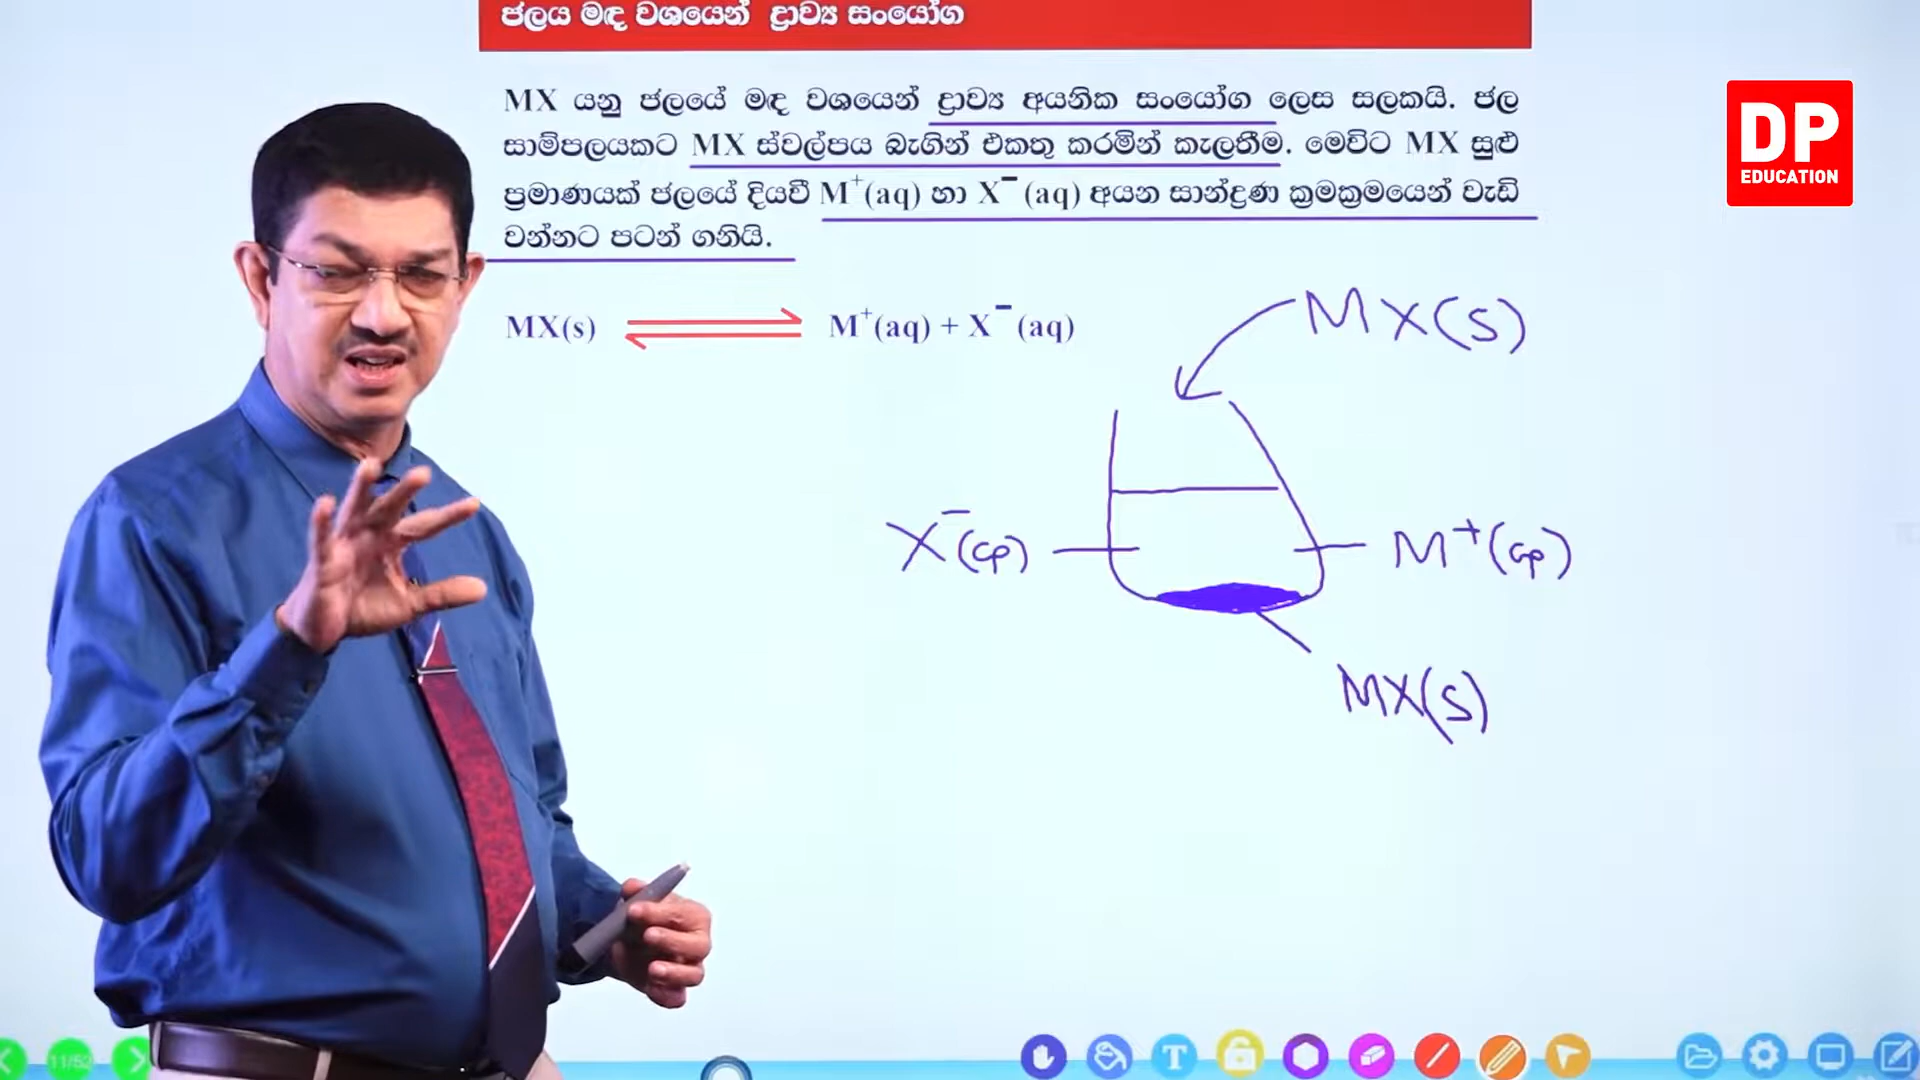 ජලය මඳ වශයෙන් ද්‍රාව්‍ය සංයෝග
MX යනු ජලයේ මඳ වශයෙන් ද්‍රාව්‍ය අයනික සංයෝග ලෙස සලකයි. ජල
සාම්පලයකට MX ස්වල්පය බැගින් එකතු කරමින් කැලතීම. මෙවිට MX සුළු
ප්‍රමාණයක් ජලයේ දියවී M⁺(aq) හා X⁻(aq) අයන සාන්ද්‍රණ ක්‍රමක්‍රමයෙන් වැඩි
වන්නට පටන් ගනියි.
MX(s) ⇌ M⁺(aq) + X⁻(aq)
MX(s)
X⁻(aq)
M⁺(aq)
MX(s)
DP
EDUCATION
11/52
T